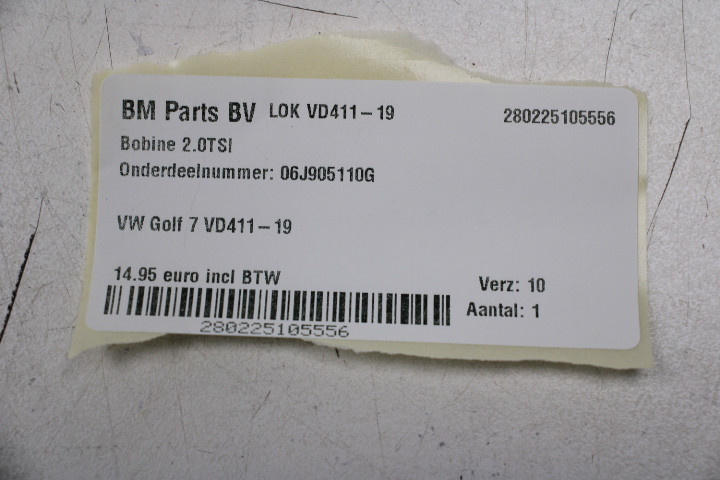 BM Parts BV LOK VD411-19 280225105556
Bobine 2.0TSI
Onderdeelnummer: 06J905110G
VW Golf 7 VD411-19
14.95 euro incl BTW Verz: 10
Aantal: 1
280225105556